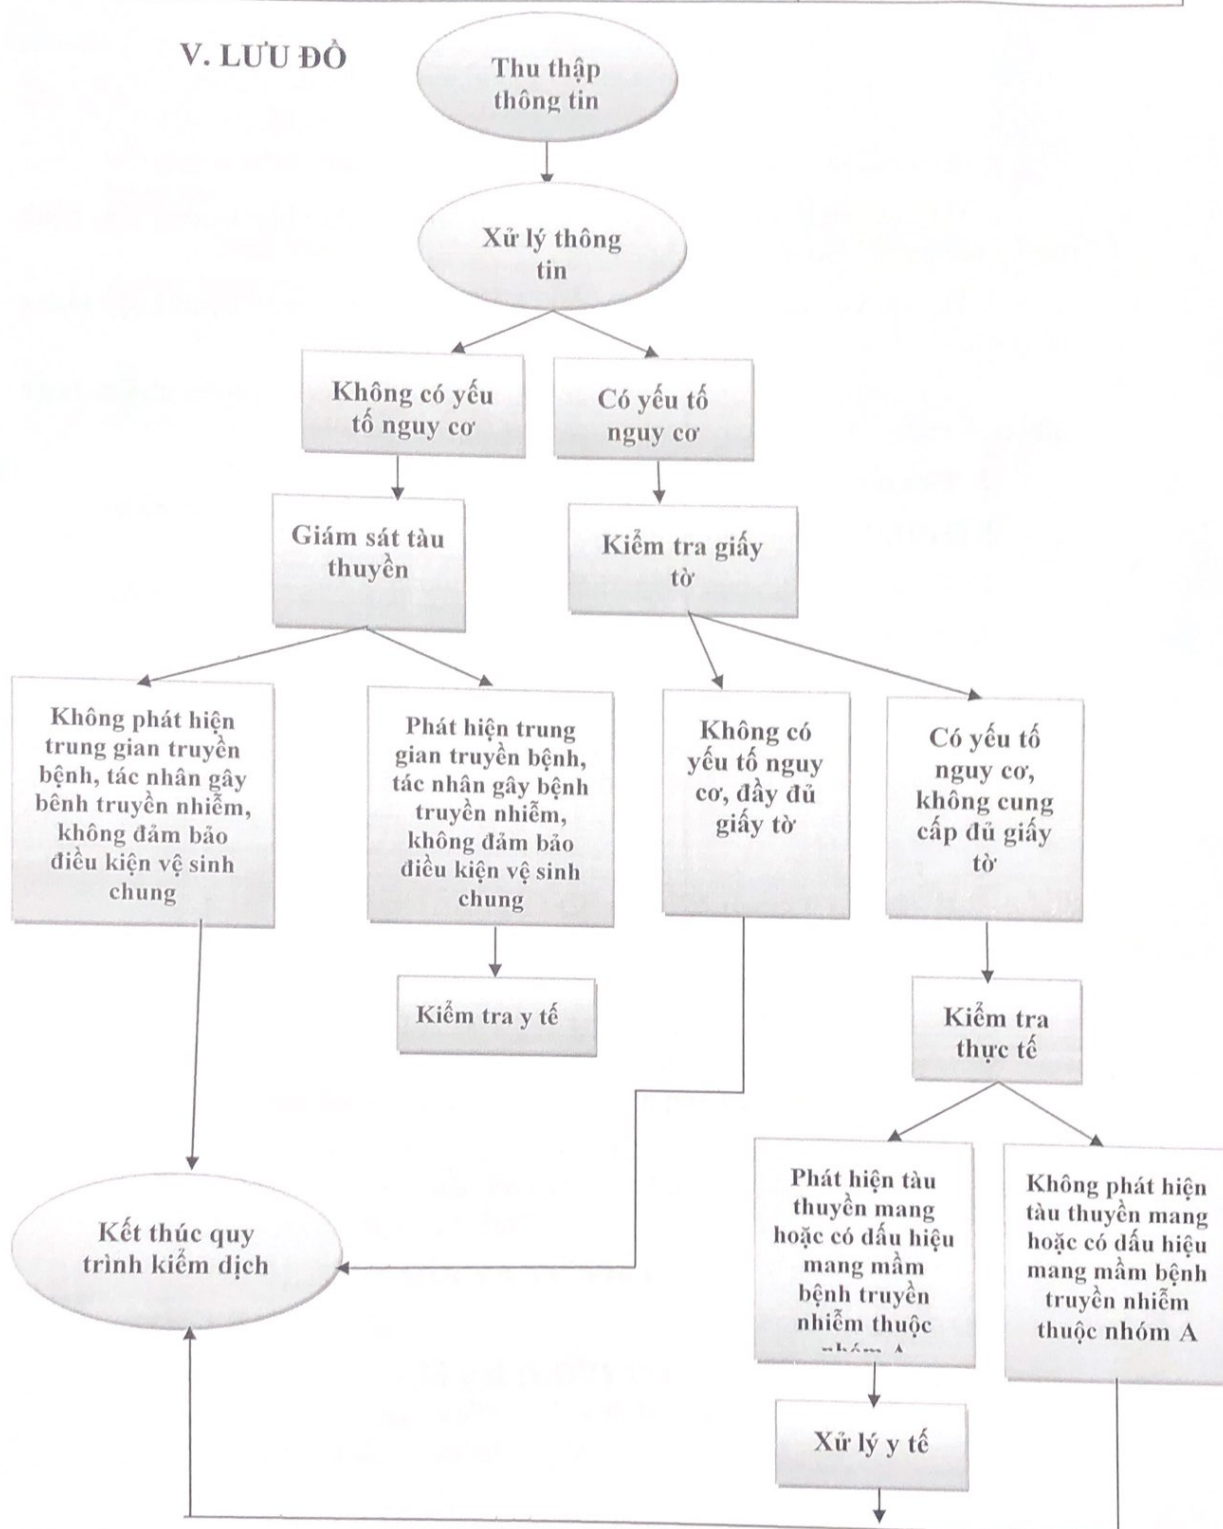 V. LƯU ĐỒ
Thu thập
thông tin
Xử lý thông
tin
Không có yếu
tố nguy cơ
Có yếu tố
nguy cơ
Giám sát tàu
thuyền
Kiểm tra giấy
tờ
Không phát hiện
trung gian truyền
bệnh, tác nhân gây
bênh truyền nhiễm,
không đảm bảo
điều kiện vệ sinh
chung
Phát hiện trung
gian truyền bệnh,
tác nhân gây bệnh
truyền nhiễm,
không đảm bảo
điều kiện vệ sinh
chung
Không có
yếu tố nguy
cơ, đầy đủ
giấy tờ
Có yếu tố
nguy cơ,
không cung
cấp đủ giấy
tờ
Kiểm tra y tế
Kiểm tra
thực tế
Kết thúc quy
trình kiểm dịch
Phát hiện tàu
thuyền mang
hoặc có dấu hiệu
mang mầm
bệnh truyền
nhiễm thuộc
Không phát hiện
tàu thuyền mang
hoặc có dấu hiệu
mang mầm bệnh
truyền nhiễm
thuộc nhóm A
Xử lý y tế